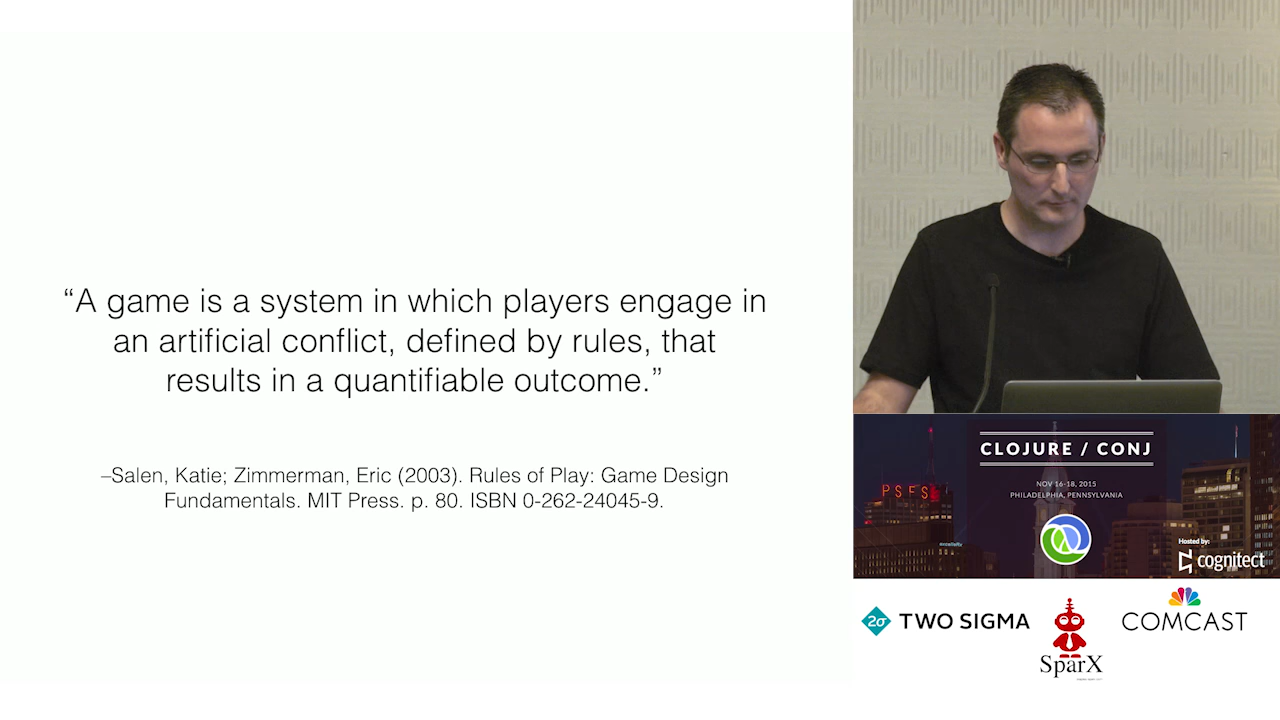 “A game is a system in which players engage in
an artificial conflict, defined by rules, that
results in a quantifiable outcome.”
–Salen, Katie; Zimmerman, Eric (2003). Rules of Play: Game Design
Fundamentals. MIT Press. p. 80. ISBN 0-262-24045-9.
CLOJURE / CONJ
NOV 16-18, 2015
PHILADELPHIA, PENNSYLVANIA
PSFS
Hosted by:
cognitect
2σ TWO SIGMA
COMCAST
SparX